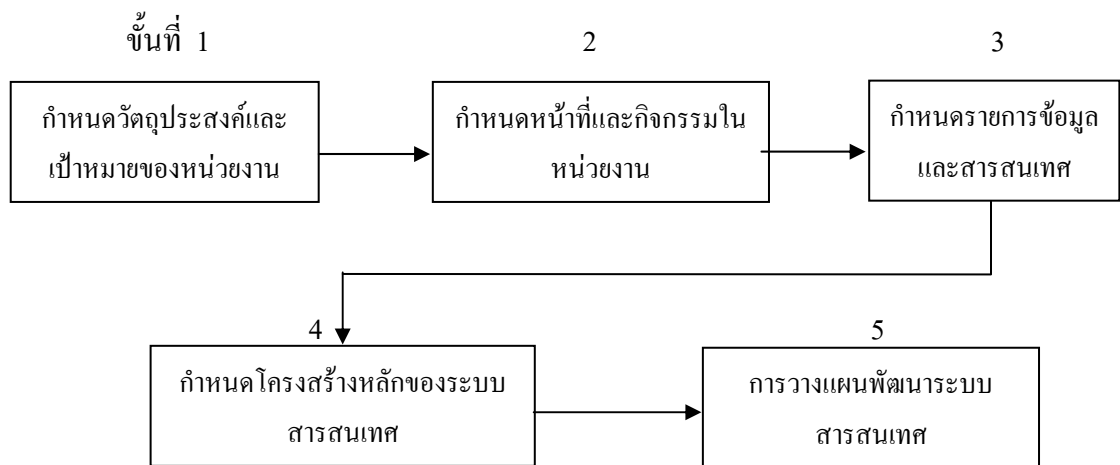 ขั้นที่ 1
กำหนดวัตถุประสงค์และ
เป้าหมายของหน่วยงาน
2
กำหนดหน้าที่และกิจกรรมใน
หน่วยงาน
3
กำหนดรายการข้อมูล
และสารสนเทศ
4
กำหนดโครงสร้างหลักของระบบ
สารสนเทศ
5
การวางแผนพัฒนาระบบ
สารสนเทศ